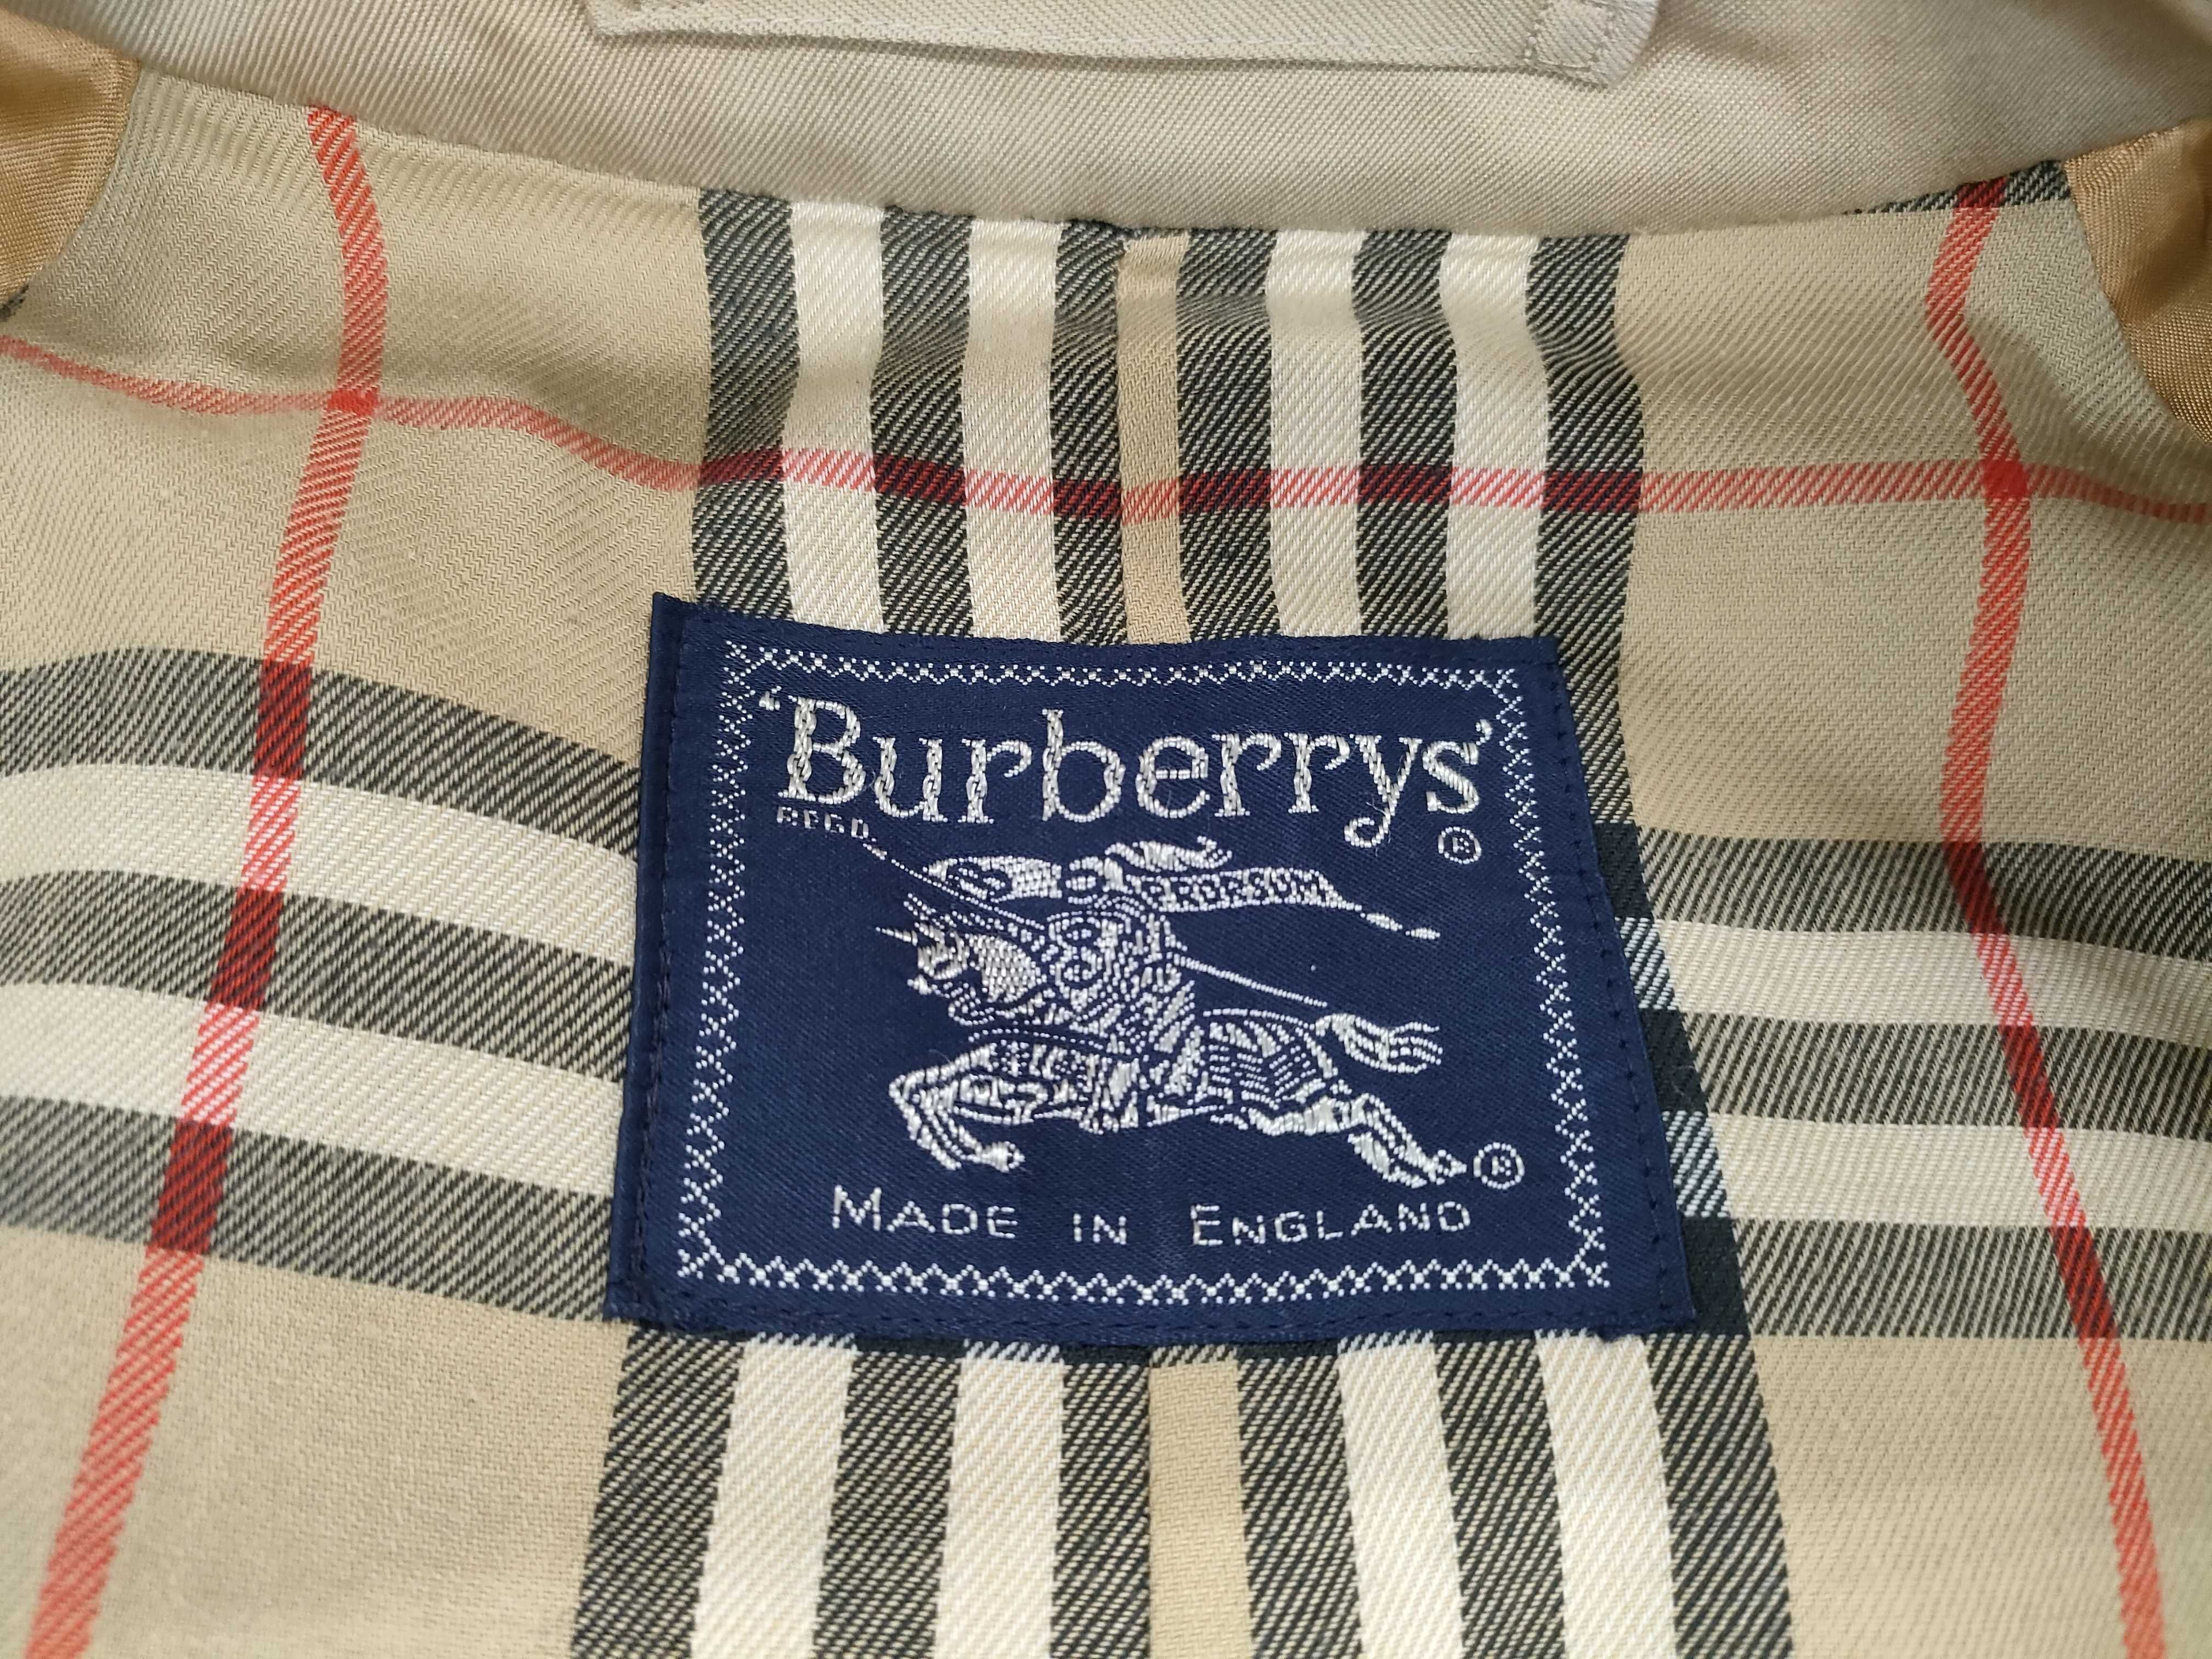 'Burberrys'
REGD.
®
PRORSUM
®
MADE IN ENGLAND